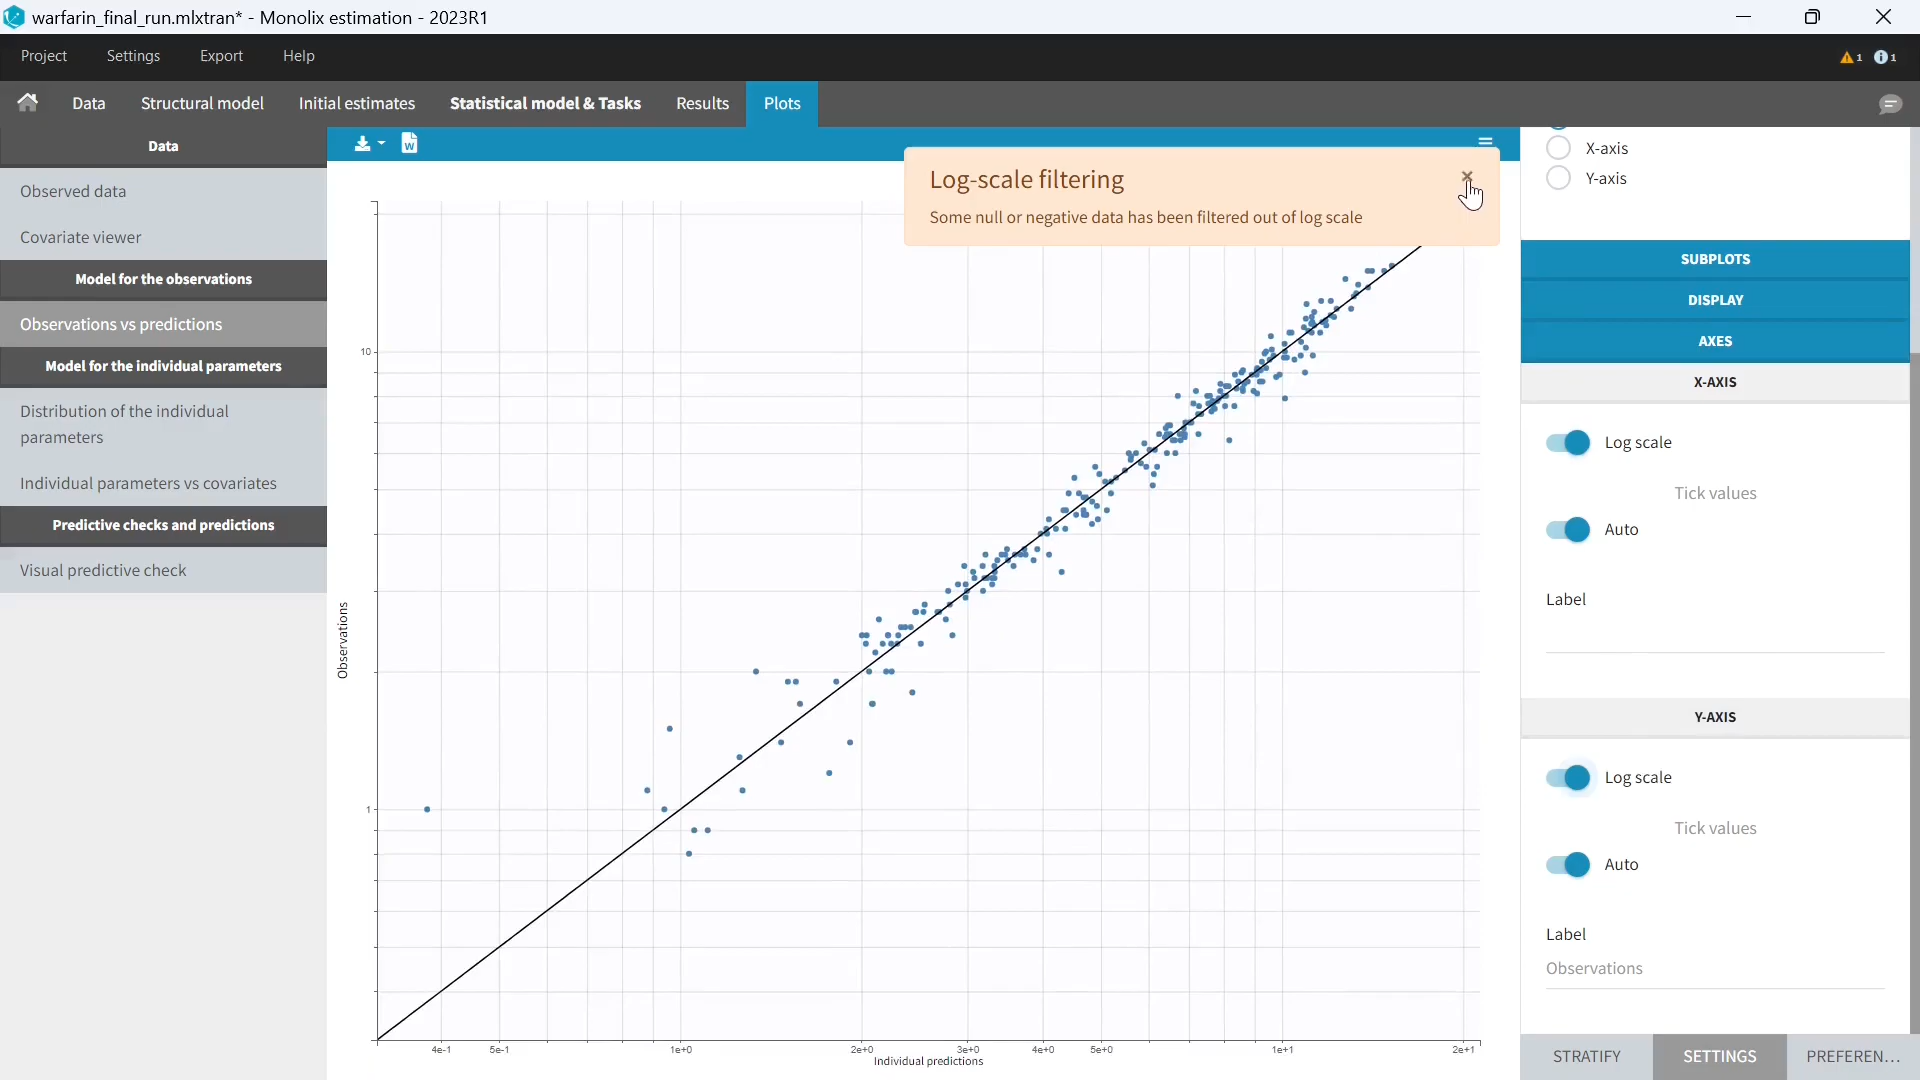 warfarin_final_run.mlxtran* - Monolix estimation - 2023R1
Project Settings Export Help
1 1
Data Structural model Initial estimates Statistical model & Tasks Results Plots
Data
Observed data
Covariate viewer
Model for the observations
Observations vs predictions
Model for the individual parameters
Distribution of the individual
parameters
Individual parameters vs covariates
Predictive checks and predictions
Visual predictive check
W
Log-scale filtering
Some null or negative data has been filtered out of log scale
10
1
Observations
4e-1 5e-1 1e+0 2e+0 3e+0 4e+0 5e+0 1e+1 2e+1
Individual predictions
X-axis
Y-axis
SUBPLOTS
DISPLAY
AXES
X-AXIS
Log scale
Tick values
Auto
Label
Y-AXIS
Log scale
Tick values
Auto
Label
Observations
STRATIFY SETTINGS PREFEREN...